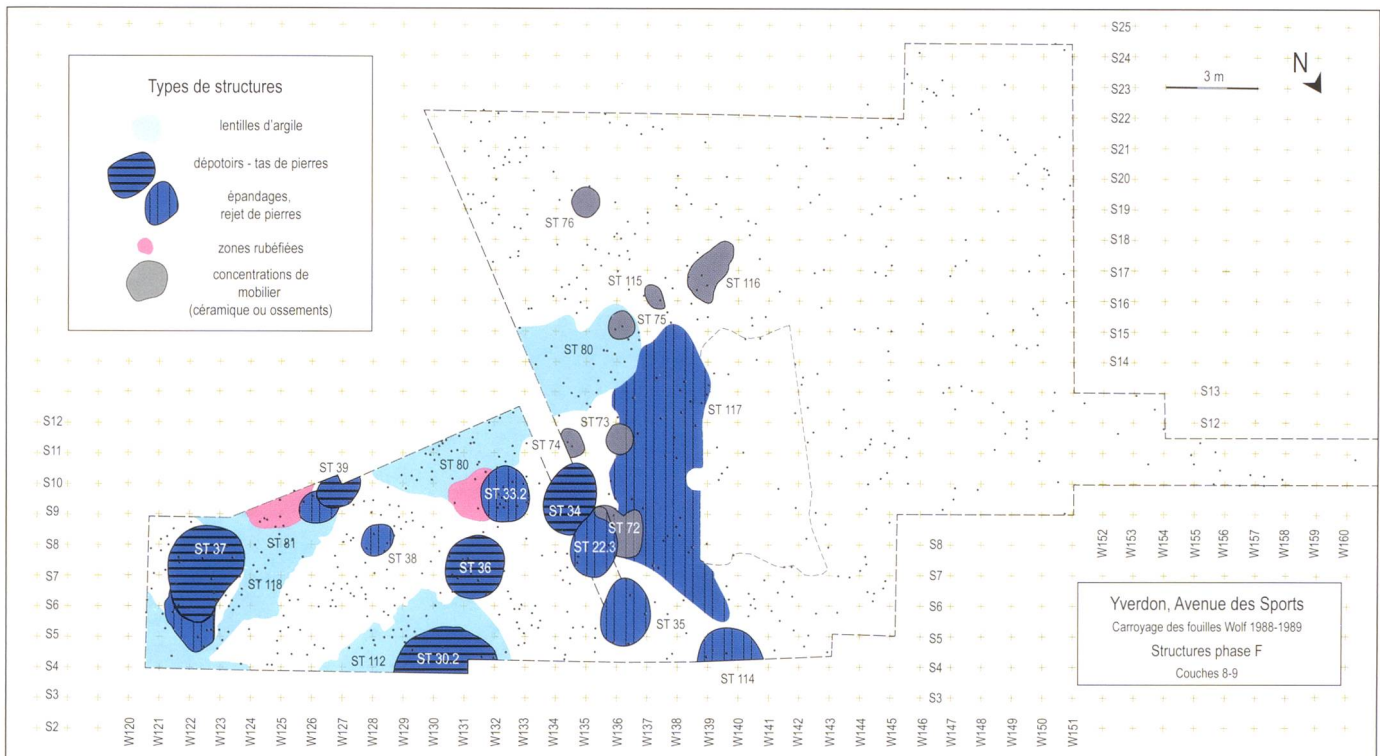 Types de structures
lentilles d'argile
dépotoirs - tas de pierres
épandages,
rejet de pierres
zones rubéfiées
concentrations de
mobilier
(céramique ou ossements)
S25
S24
S23
S22
S21
S20
S19
S18
S17
S16
S15
S14
S13
S12
3 m
N
ST 76
ST 115
ST 116
ST 75
ST 80
ST 117
ST 73
ST 74
S12
S11
S10
S9
S8
S7
S6
S5
S4
S3
S2
ST 39
ST 80
ST 33.2
ST 34
ST 72
ST 22.3
ST 37
ST 81
ST 38
ST 36
ST 118
ST 35
ST 112
ST 30.2
ST 114
S8
S7
S6
S5
S4
S3
W120
W121
W122
W123
W124
W125
W126
W127
W128
W129
W130
W131
W132
W133
W134
W135
W136
W137
W138
W139
W140
W141
W142
W143
W144
W145
W146
W147
W148
W149
W150
W151
W152
W153
W154
W155
W156
W157
W158
W159
W160
Yverdon, Avenue des Sports
Carroyage des fouilles Wolf 1988-1989
Structures phase F
Couches 8-9